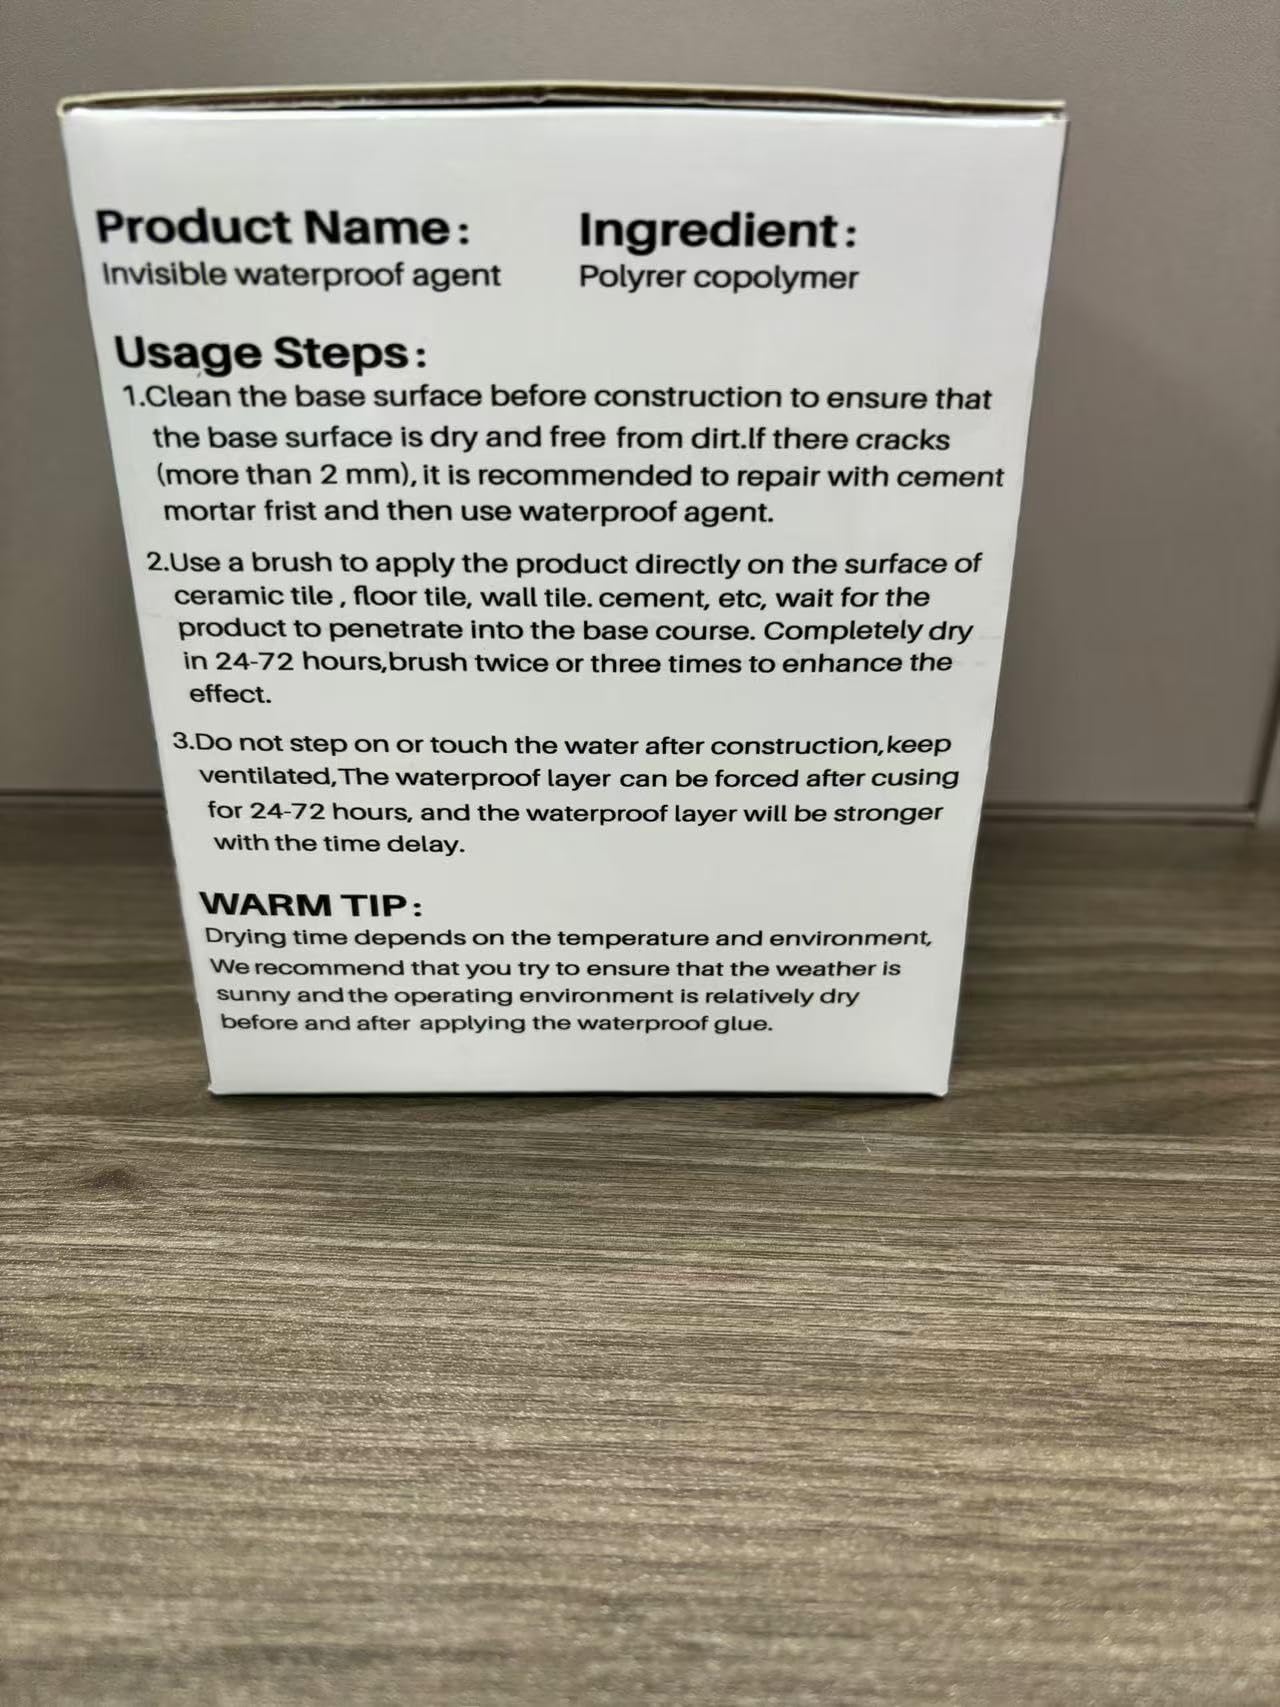 Product Name: Ingredient:
Invisible waterproof agent Polyrer copolymer
Usage Steps:
1.Clean the base surface before construction to ensure that
the base surface is dry and free from dirt.If there cracks
(more than 2 mm), it is recommended to repair with cement
mortar frist and then use waterproof agent.
2.Use a brush to apply the product directly on the surface of
ceramic tile , floor tile, wall tile. cement, etc, wait for the
product to penetrate into the base course. Completely dry
in 24-72 hours,brush twice or three times to enhance the
effect.
3.Do not step on or touch the water after construction,keep
ventilated,The waterproof layer can be forced after cusing
for 24-72 hours, and the waterproof layer will be stronger
with the time delay.
WARM TIP:
Drying time depends on the temperature and environment,
We recommend that you try to ensure that the weather is
sunny and the operating environment is relatively dry
before and after applying the waterproof glue.